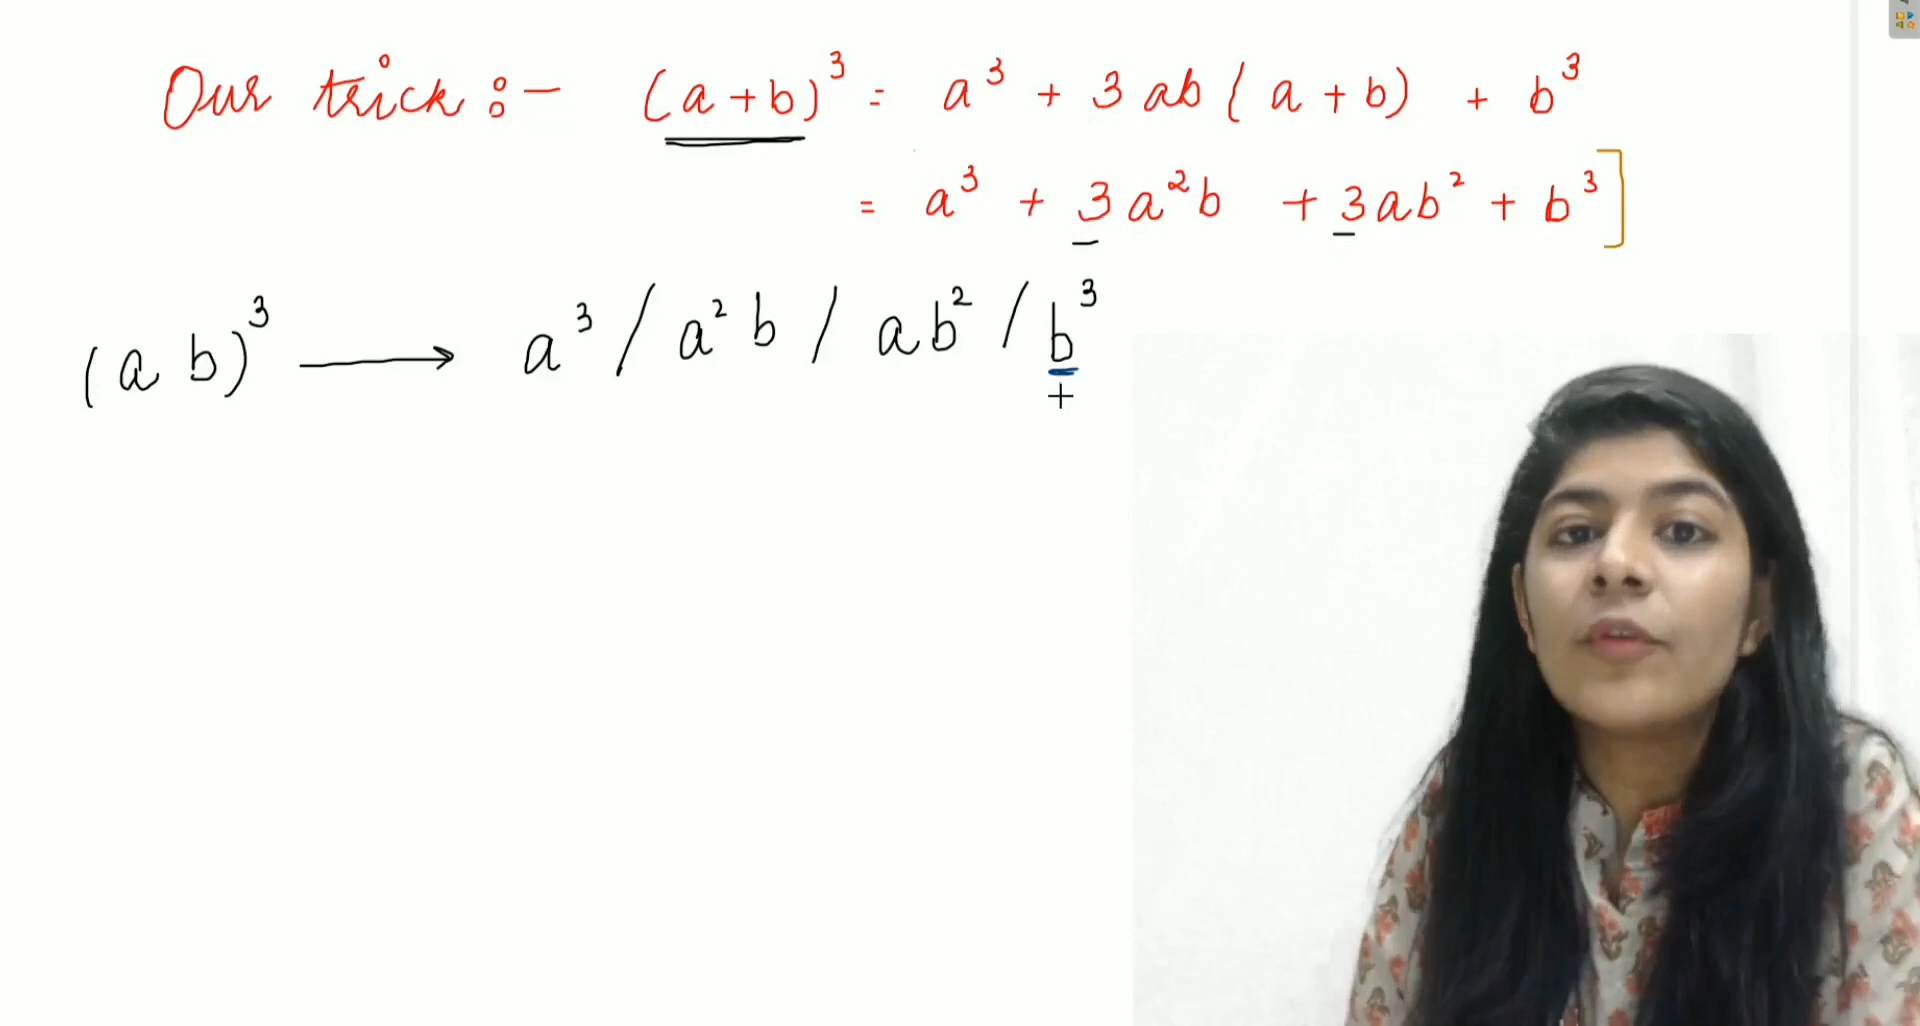 Our trick :- (a+b)³ = a³ + 3ab(a+b) + b³
= a³ + 3a²b + 3ab² + b³]
(a b)³ ⟶ a³ / a²b / ab² / b³